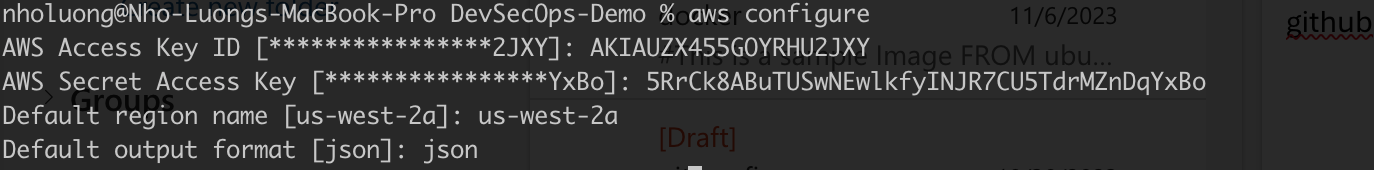 nholuong@Nho-Luongs-MacBook-Pro DevSecOps-Demo % aws configure
AWS Access Key ID [****************2JXY]: AKIAUZX455GOYRHU2JXY
AWS Secret Access Key [****************YxBo]: 5RrCk8ABuTUSwNEwlkfyINJR7CU5TdrMZnDqYxBo
Default region name [us-west-2a]: us-west-2a
Default output format [json]: json
docker
11/6/2023
#This is a sample Image FROM ubu...
Groups
[Draft]
github